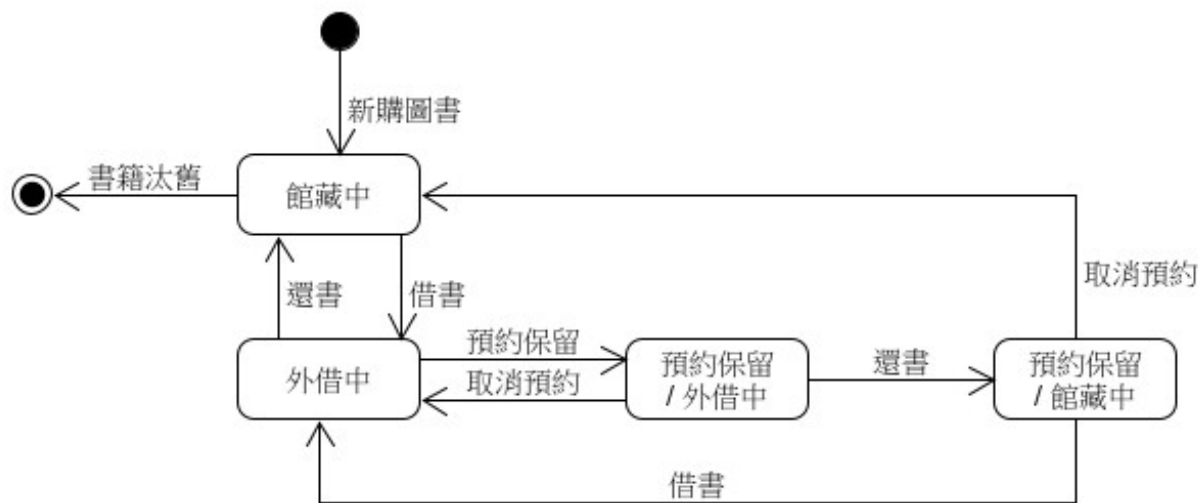 新購圖書
書籍汰舊
館藏中
取消預約
還書
借書
預約保留
外借中
取消預約
預約保留
/ 外借中
還書
預約保留
/ 館藏中
借書